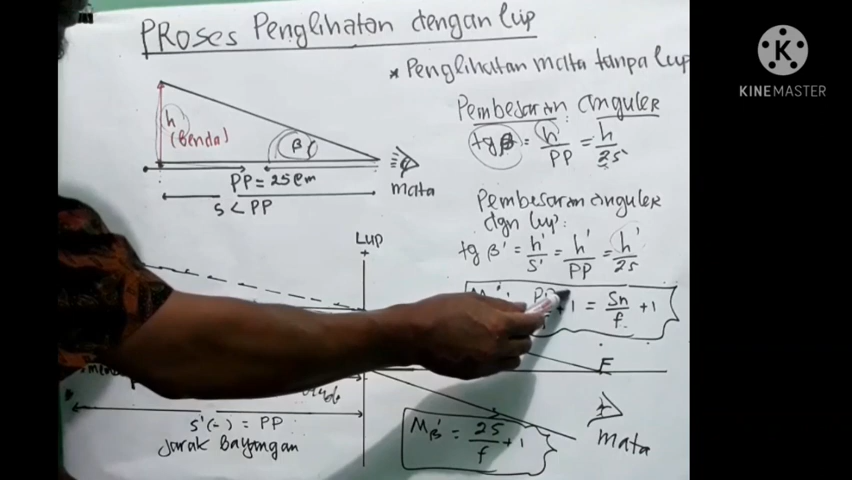 PRoses Penglihatan dengan lup
* Penglihatan mata tanpa lup
h
(Benda)
β
PP = 25 cm
s < PP
mata
Pembesaran anguler
tg β = h/PP = h/25
Pembesaran anguler
dgn lup:
tg β' = h'/s' = h'/PP = h'/25
+ 1 = Sn/f + 1
Lup
+
F
s'(-) = PP
Jarak Bayangan
Mβ' = 25/f + 1
mata
K
KINEMASTER